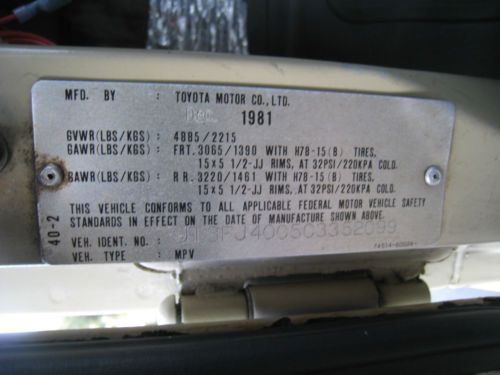 MFD. BY : TOYOTA MOTOR CO., LTD.
Dec. 1981
GVWR(LBS/KGS) : 4885/2215
GAWR(LBS/KGS) : FRT.3065/1390 WITH H78-15(B) TIRES,
15×5 1/2-JJ RIMS, AT 32PSI/220KPA COLD.
GAWR(LBS/KGS) : RR.3220/1461 WITH H78-15(B) TIRES,
15×5 1/2-JJ RIMS, AT 32PSI/220KPA COLD.
THIS VEHICLE CONFORMS TO ALL APPLICABLE FEDERAL MOTOR VEHICLE SAFETY
STANDARDS IN EFFECT ON THE DATE OF MANUFACTURE SHOWN ABOVE.
VEH. IDENT. NO. :
VEH. TYPE : MPV
40-2